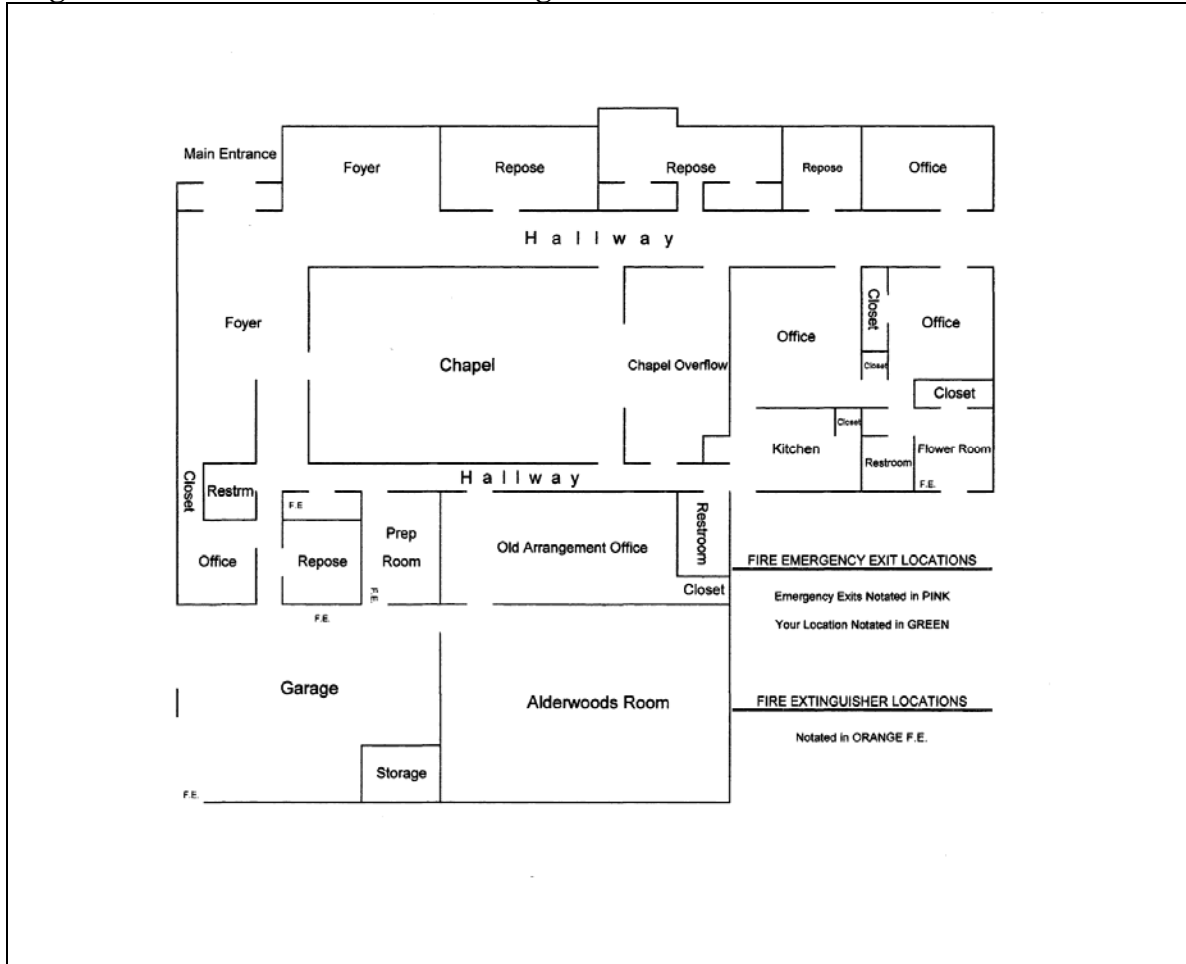 Main Entrance
Foyer
Repose
Repose
Repose
Office
Hallway
Foyer
Chapel
Chapel Overflow
Office
Closet
Office
Closet
Closet
Closet
Kitchen
Restroom
Flower Room
F.E.
Hallway
Closet
Restrm
F.E
Prep
Room
Old Arrangement Office
Restroom
Office
Repose
F.E.
Closet
F.E.
FIRE EMERGENCY EXIT LOCATIONS
Emergency Exits Notated in PINK
Your Location Notated in GREEN
Garage
Alderwoods Room
FIRE EXTINGUISHER LOCATIONS
Notated in ORANGE F.E.
Storage
F.E.